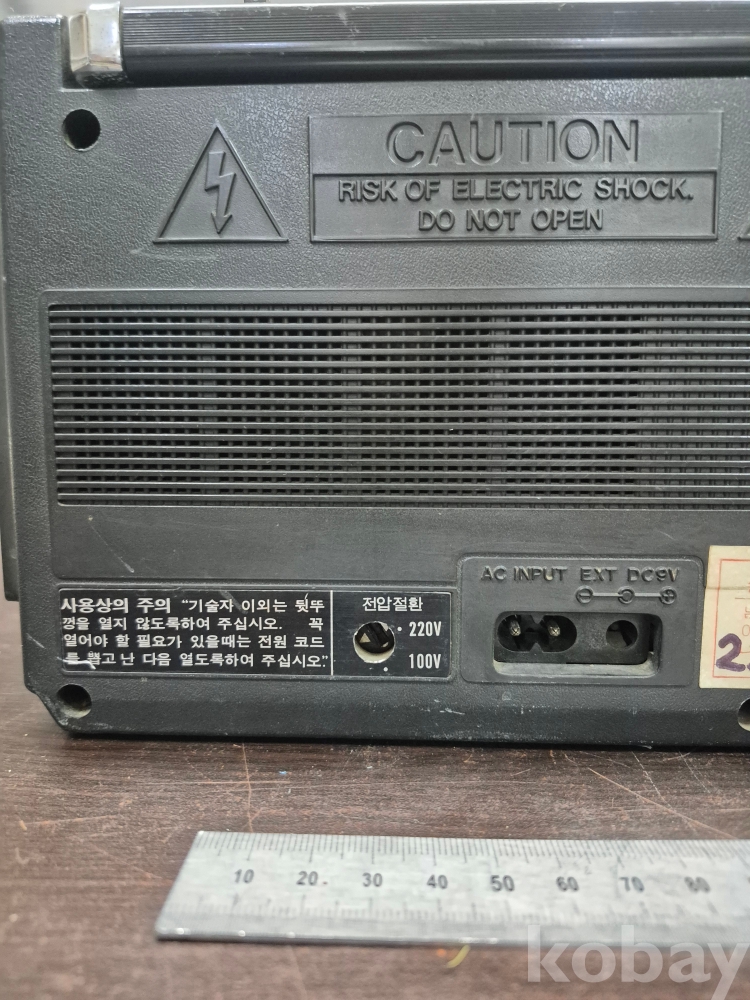 CAUTION
RISK OF ELECTRIC SHOCK.
DO NOT OPEN
AC INPUT EXT DC9V
사용상의 주의 "기술자 이외는 뒷뚜
껑을 열지 않도록하여 주십시오. 꼭
열어야 할 필요가 있을때는 전원 코드
를 뽑고 난 다음 열도록하여 주십시오"
전압절환
220V
100V
2.
10 20 30 40 50 60 70 80
kobay